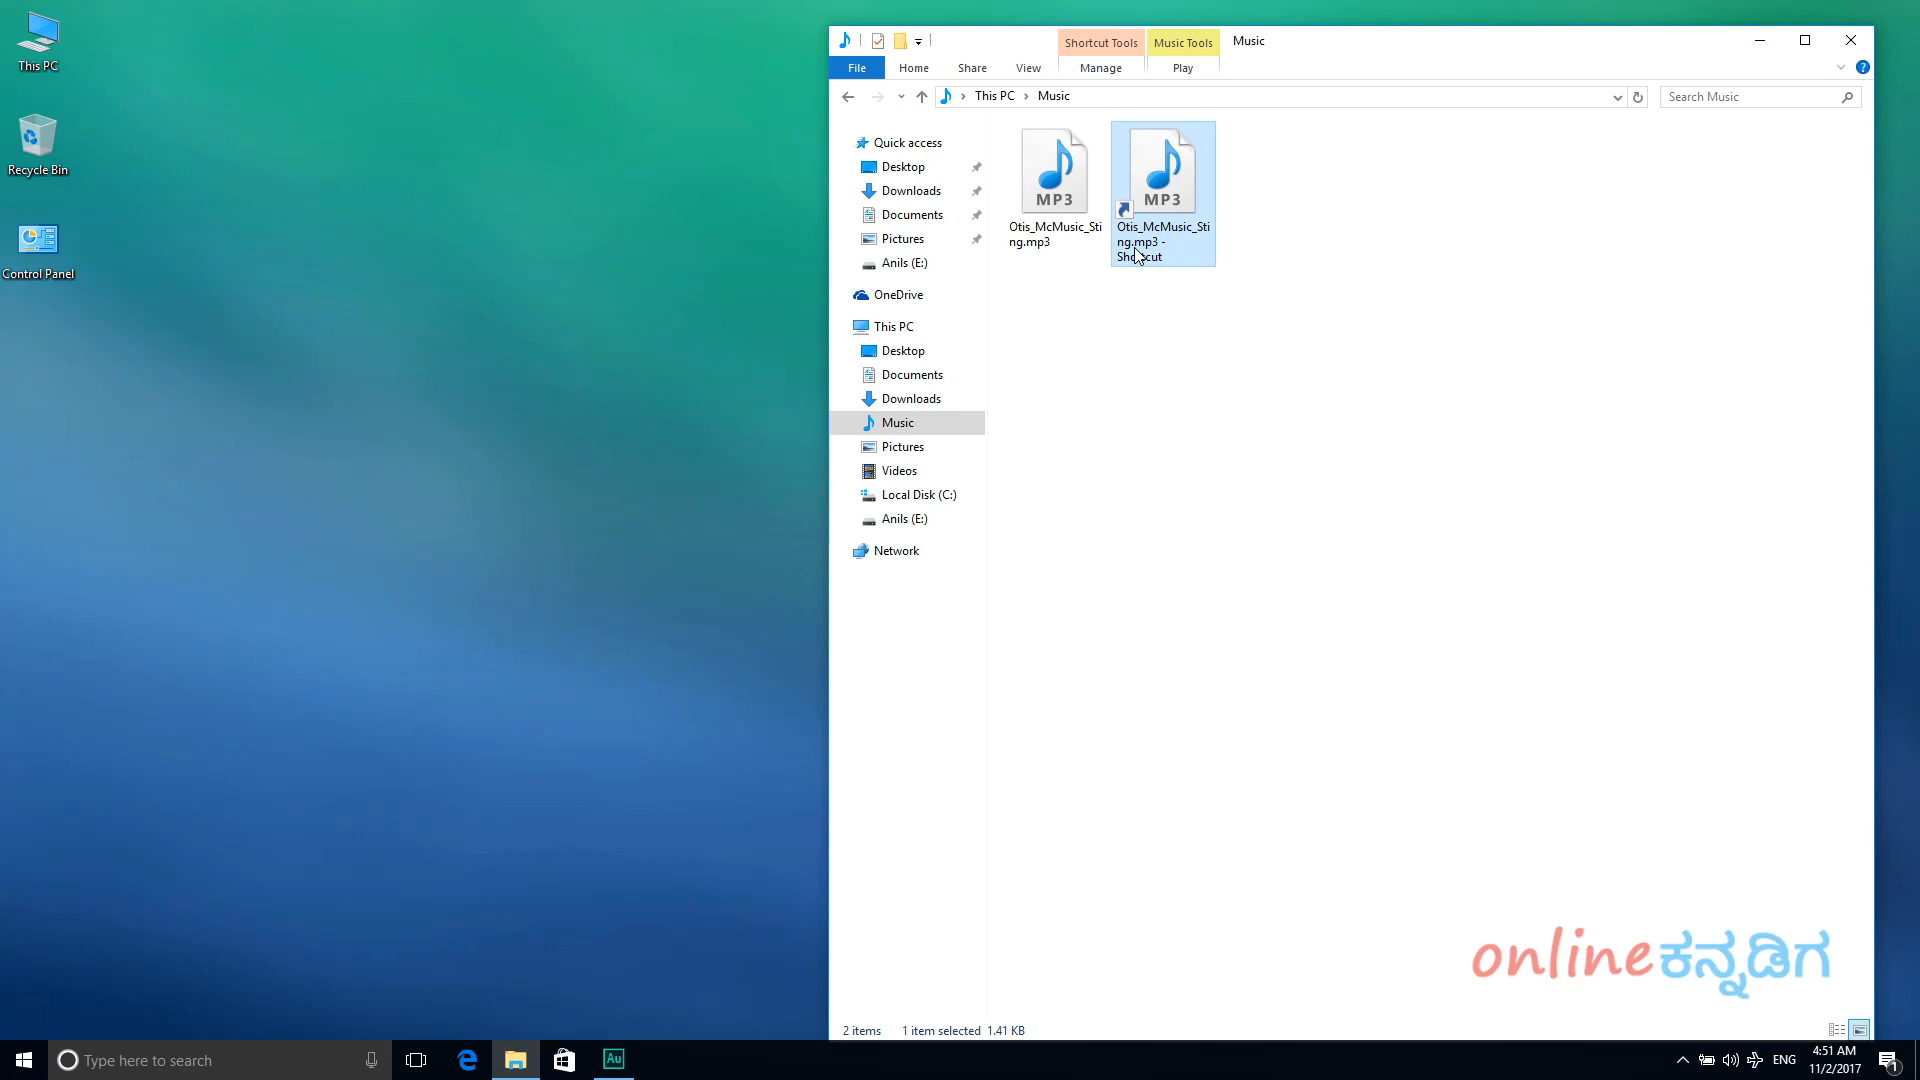 This PC
Recycle Bin
Control Panel
Shortcut Tools
Music Tools
Music
File
Home
Share
View
Manage
Play
This PC
Music
Search Music
Quick access
Desktop
Downloads
Documents
Pictures
Anils (E:)
OneDrive
This PC
Desktop
Documents
Downloads
Music
Pictures
Videos
Local Disk (C:)
Anils (E:)
Network
MP3
Otis_McMusic_Sti
ng.mp3
MP3
Otis_McMusic_Sti
ng.mp3 -
Shortcut
onlineಕನ್ನಡಿಗ
2 items
1 item selected 1.41 KB
Type here to search
Au
ENG
4:51 AM
11/2/2017
1